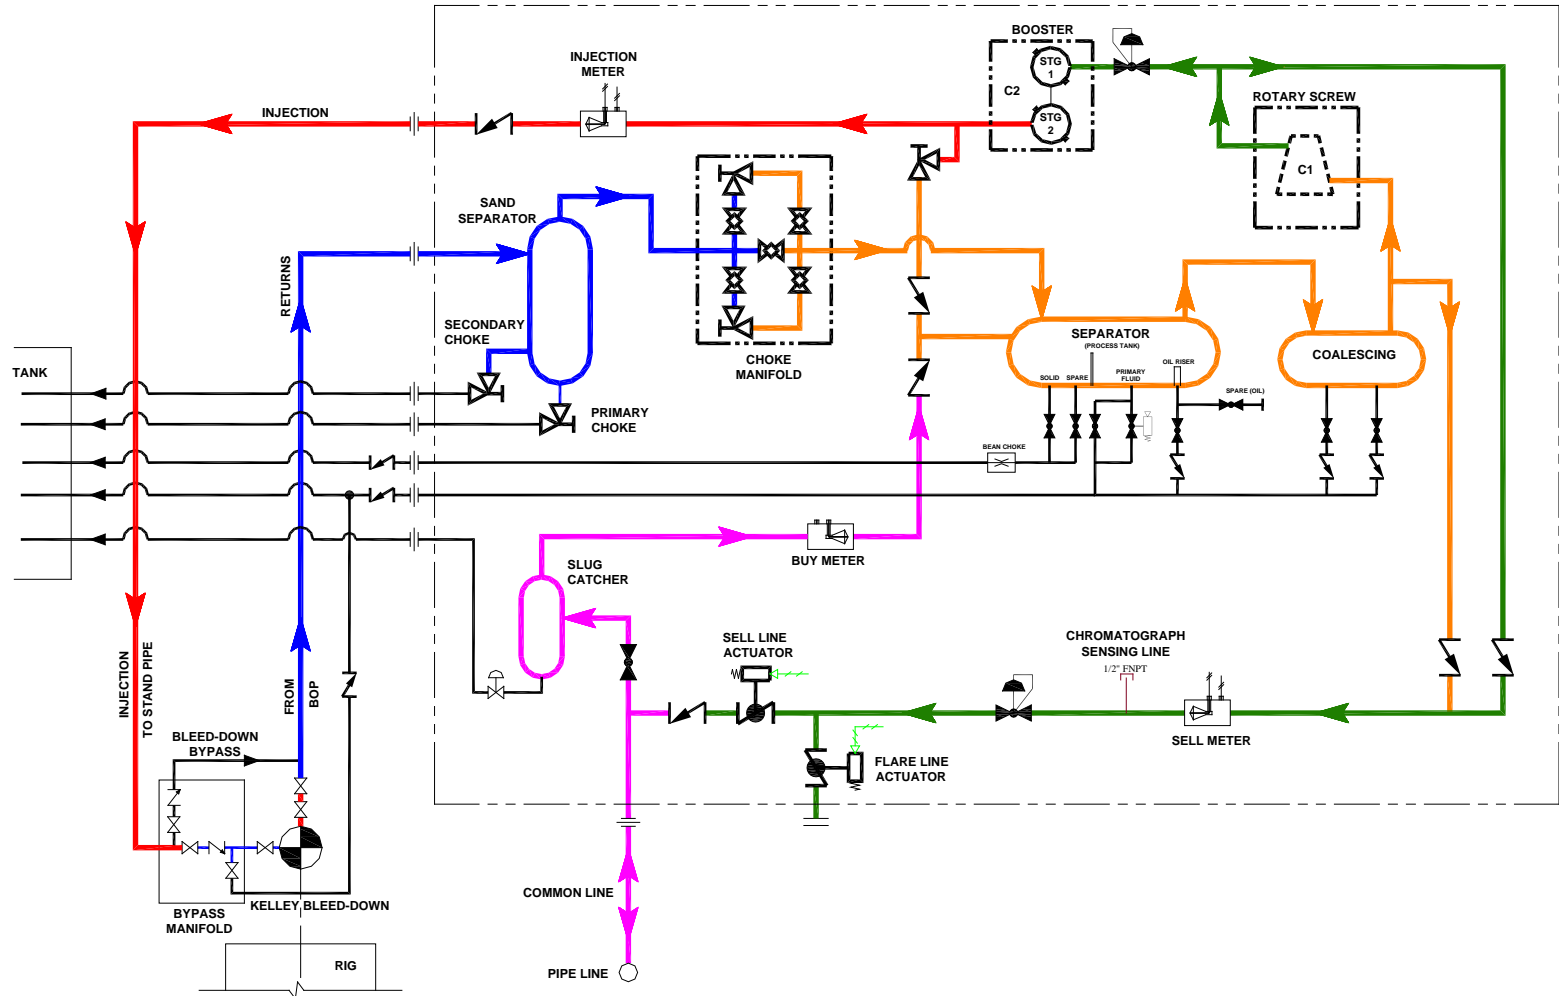 BOOSTER
STG
1
C2
STG
2
INJECTION
METER
INJECTION
ROTARY SCREW
C1
SAND
SEPARATOR
RETURNS
SECONDARY
CHOKE
CHOKE
MANIFOLD
PRIMARY
CHOKE
SEPARATOR
(PROCESS TANK)
SOLID
SPARE
PRIMARY
FLUID
OIL RISER
SPARE (OIL)
COALESCING
TANK
BEAN CHOKE
BUY METER
SLUG
CATCHER
SELL LINE
ACTUATOR
CHROMATOGRAPH
SENSING LINE
1/2" FNPT
SELL METER
FLARE LINE
ACTUATOR
INJECTION
TO STAND PIPE
FROM
BOP
BLEED-DOWN
BYPASS
BYPASS
MANIFOLD
KELLEY BLEED-DOWN
COMMON LINE
PIPE LINE
RIG